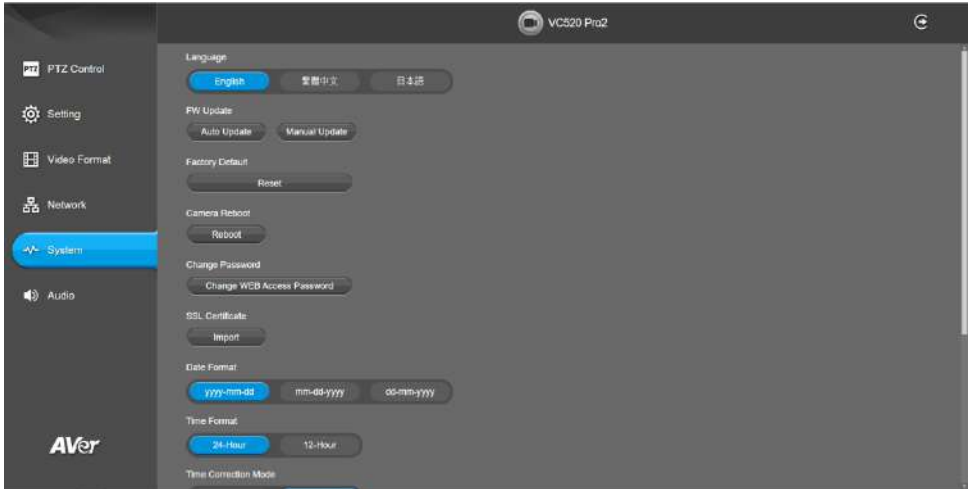 VC520 Pro2
PTZ PTZ Control
Setting
Video Format
Network
System
Audio
AVer
Language
English 繁體中文 日本語
FW Update
Auto Update Manual Update
Factory Default
Reset
Camera Reboot
Reboot
Change Password
Change WEB Access Password
SSL Certificate
Import
Date Format
yyyy-mm-dd mm-dd-yyyy dd-mm-yyyy
Time Format
24-Hour 12-Hour
Time Correction Mode